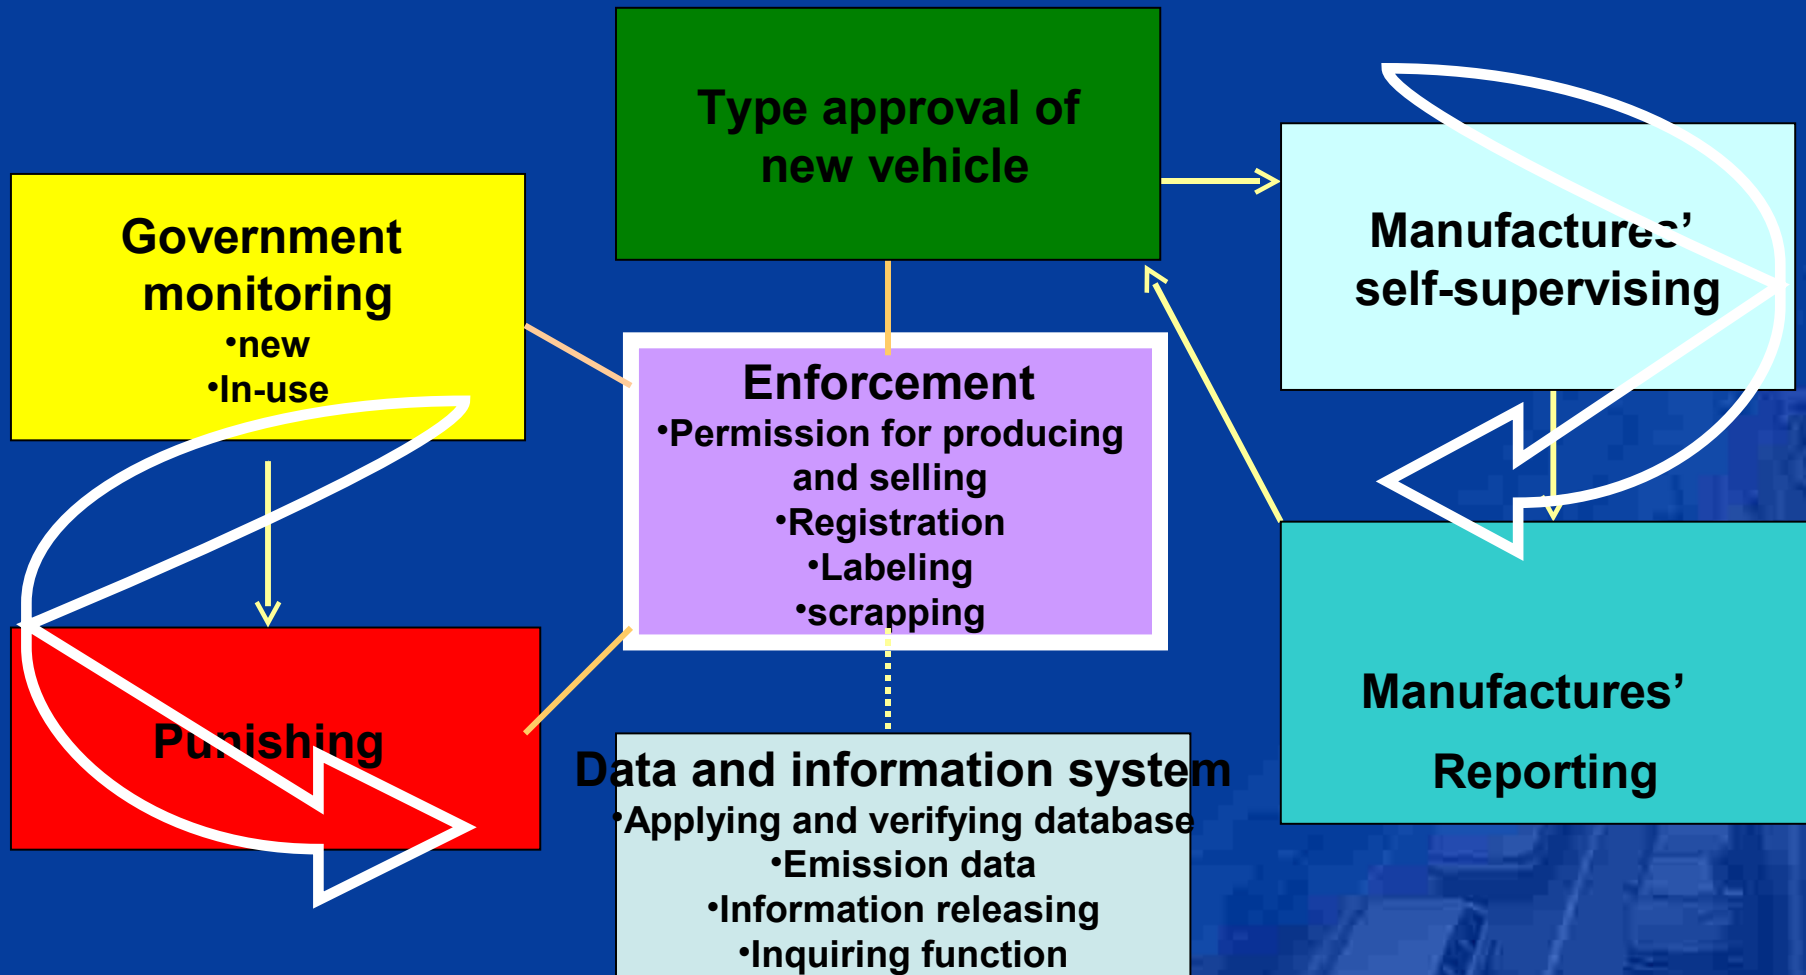 Type approval of
new vehicle
Government
monitoring
•new
•In-use
Manufactures’
self-supervising
Enforcement
•Permission for producing
and selling
•Registration
•Labeling
•scrapping
Punishing
Manufactures’
Reporting
Data and information system
•Applying and verifying database
•Emission data
•Information releasing
•Inquiring function